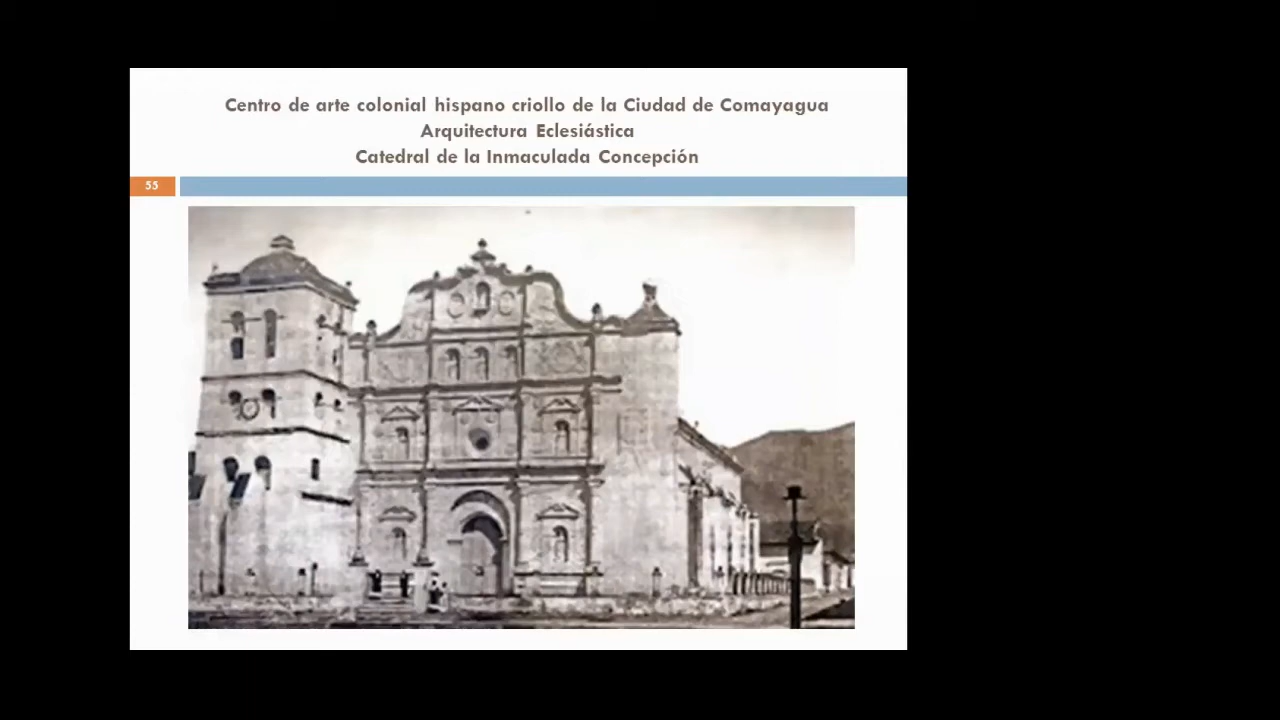 Centro de arte colonial hispano criollo de la Ciudad de Comayagua
Arquitectura Eclesiástica
Catedral de la Inmaculada Concepción
55